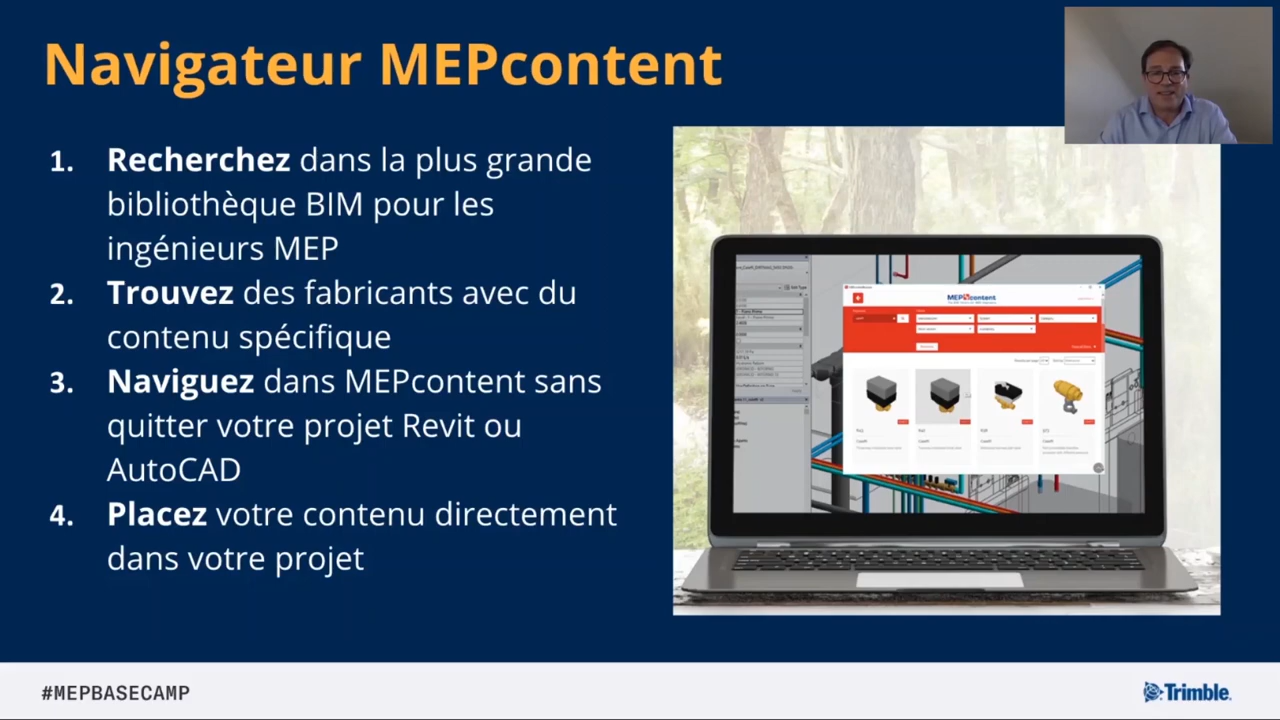 Navigateur MEPcontent
1. Recherchez dans la plus grande
bibliothèque BIM pour les
ingénieurs MEP
2. Trouvez des fabricants avec du
contenu spécifique
3. Naviguez dans MEPcontent sans
quitter votre projet Revit ou
AutoCAD
4. Placez votre contenu directement
dans votre projet
MEPcontent
#MEPBASECAMP
Trimble